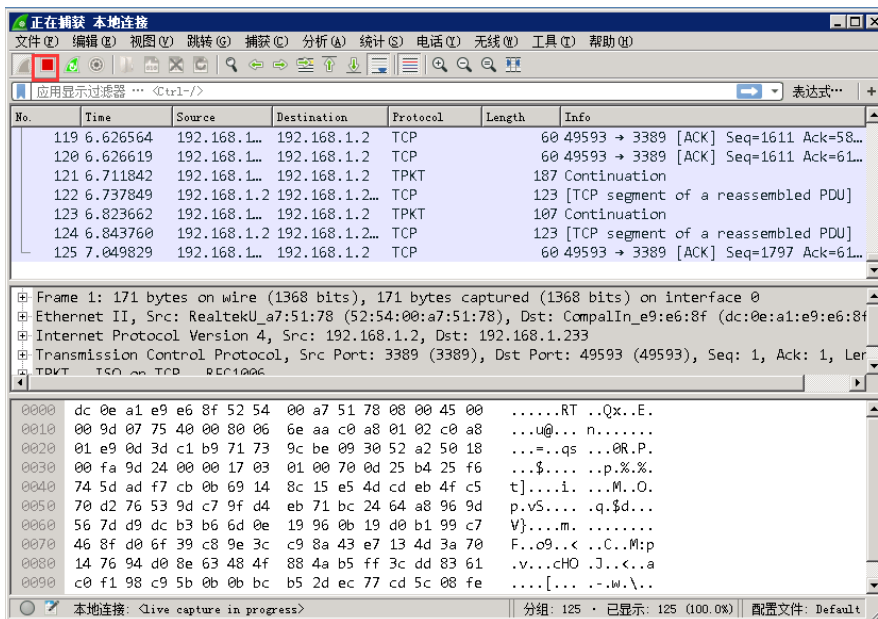 正在捕获 本地连接
文件(F) 编辑(E) 视图(V) 跳转(G) 捕获(C) 分析(A) 统计(S) 电话(Y) 无线(W) 工具(T) 帮助(H)
应用显示过滤器 … <Ctrl-/> 表达式… +
No. Time Source Destination Protocol Length Info
119 6.626564 192.168.1… 192.168.1.2 TCP 60 49593 → 3389 [ACK] Seq=1611 Ack=58…
120 6.626619 192.168.1… 192.168.1.2 TCP 60 49593 → 3389 [ACK] Seq=1611 Ack=61…
121 6.711842 192.168.1… 192.168.1.2 TPKT 187 Continuation
122 6.737849 192.168.1.2 192.168.1.2… TCP 123 [TCP segment of a reassembled PDU]
123 6.823662 192.168.1… 192.168.1.2 TPKT 107 Continuation
124 6.843760 192.168.1.2 192.168.1.2… TCP 123 [TCP segment of a reassembled PDU]
125 7.049829 192.168.1… 192.168.1.2 TCP 60 49593 → 3389 [ACK] Seq=1797 Ack=61…
Frame 1: 171 bytes on wire (1368 bits), 171 bytes captured (1368 bits) on interface 0
Ethernet II, Src: RealtekU_a7:51:78 (52:54:00:a7:51:78), Dst: CompalIn_e9:e6:8f (dc:0e:a1:e9:e6:8f
Internet Protocol Version 4, Src: 192.168.1.2, Dst: 192.168.1.233
Transmission Control Protocol, Src Port: 3389 (3389), Dst Port: 49593 (49593), Seq: 1, Ack: 1, Ler
TPKT ISO on TCP RFC1006
0000 dc 0e a1 e9 e6 8f 52 54 00 a7 51 78 08 00 45 00 ......RT ..Qx..E.
0010 00 9d 07 75 40 00 80 06 6e aa c0 a8 01 02 c0 a8 ...u@... n.......
0020 01 e9 0d 3d c1 b9 71 73 9c be 09 30 52 a2 50 18 ...=..qs ...0R.P.
0030 00 fa 9d 24 00 00 17 03 01 00 70 0d 25 b4 25 f6 ...$.... ..p.%.%.
0040 74 5d ad f7 cb 0b 69 14 8c 15 e5 4d cd eb 4f c5 t]....i. ...M..O.
0050 70 d2 76 53 9d c7 9f d4 eb 71 bc 24 64 a8 96 9d p.vS.... .q.$d...
0060 56 7d d9 dc b3 b6 6d 0e 19 96 0b 19 d0 b1 99 c7 V}....m. ........
0070 46 8f d0 6f 39 c8 9e 3c c9 8a 43 e7 13 4d 3a 70 F..o9..< ..C..M:p
0080 14 76 94 d0 8e 63 48 4f 88 4a b5 ff 3c dd 83 61 .v...cHO .J..<..a
0090 c0 f1 98 c9 5b 0b 0b bc b5 2d ec 77 cd 5c 08 fe ....[... .-.w.\..
本地连接: <live capture in progress> 分组: 125 · 已显示: 125 (100.0%) 配置文件: Default